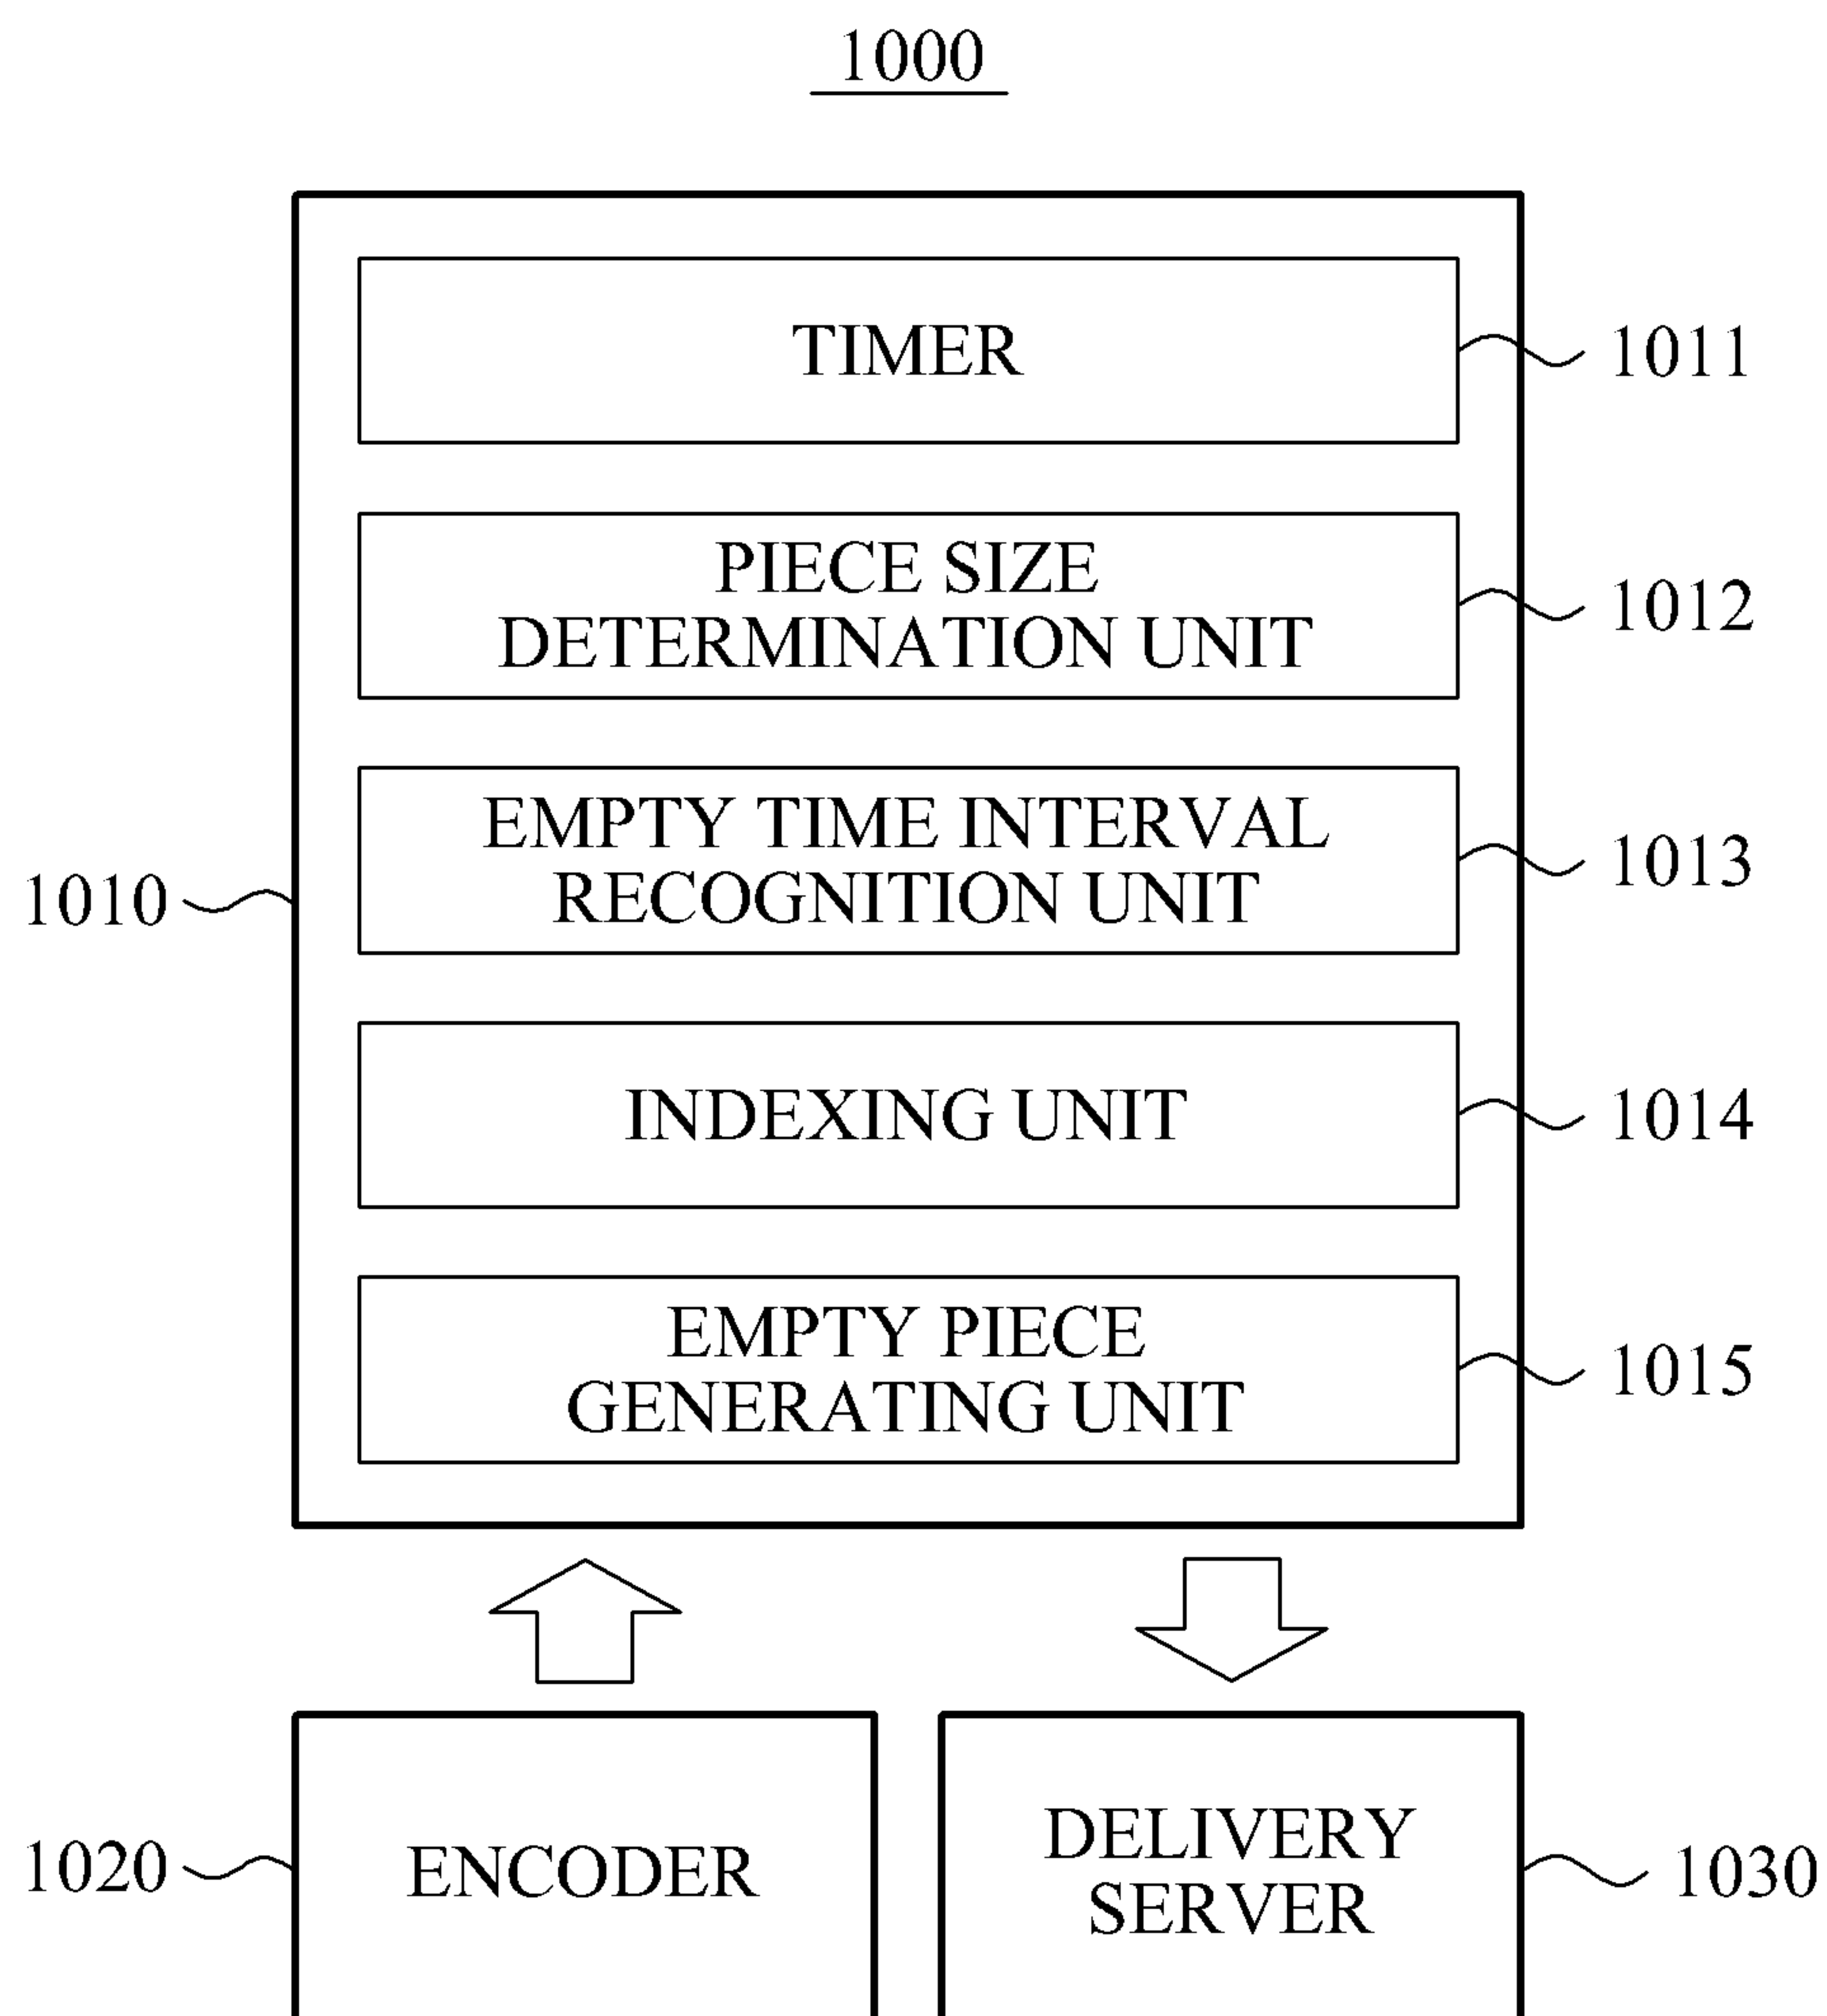 1000
TIMER
1011
PIECE SIZE
DETERMINATION UNIT
1012
EMPTY TIME INTERVAL
RECOGNITION UNIT
1013
1010
INDEXING UNIT
1014
EMPTY PIECE
GENERATING UNIT
1015
1020
ENCODER
DELIVERY
SERVER
1030